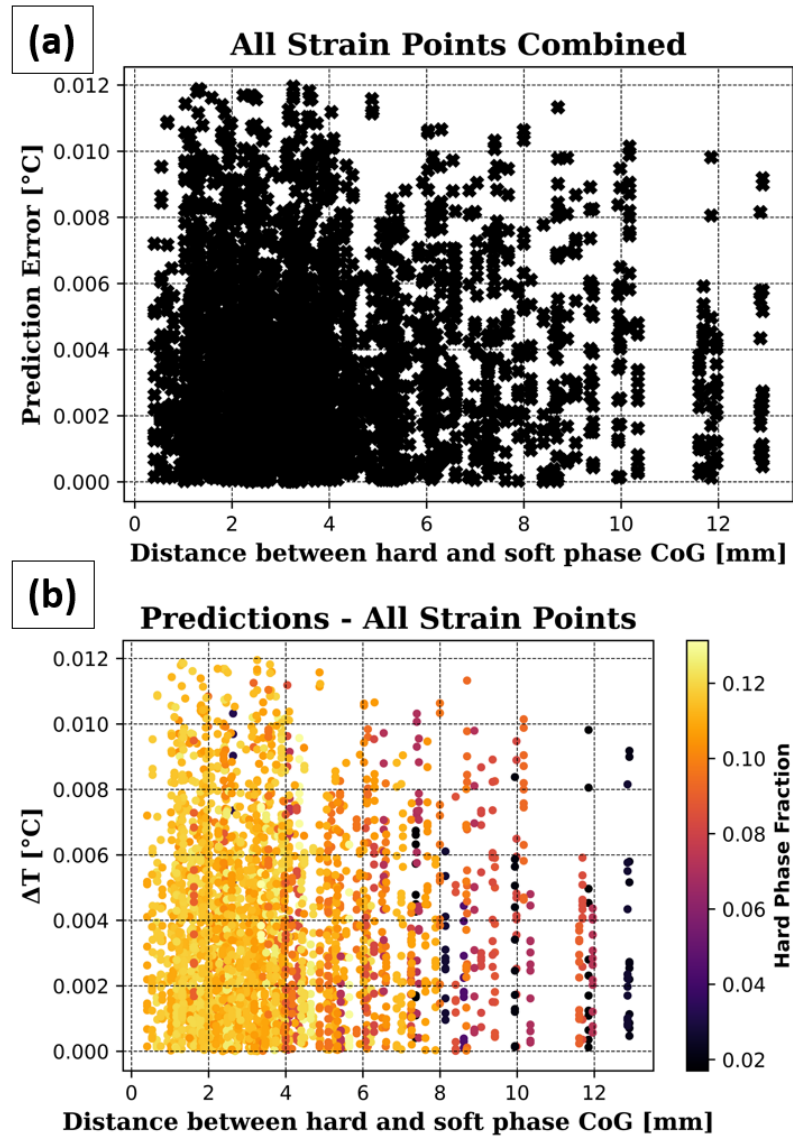 (a)
All Strain Points Combined
Prediction Error [°C]
0.012
0.010
0.008
0.006
0.004
0.002
0.000
0 2 4 6 8 10 12
Distance between hard and soft phase CoG [mm]
(b)
Predictions - All Strain Points
ΔT [°C]
0.012
0.010
0.008
0.006
0.004
0.002
0.000
0 2 4 6 8 10 12
Distance between hard and soft phase CoG [mm]
0.12
0.10
0.08
0.06
0.04
0.02
Hard Phase Fraction